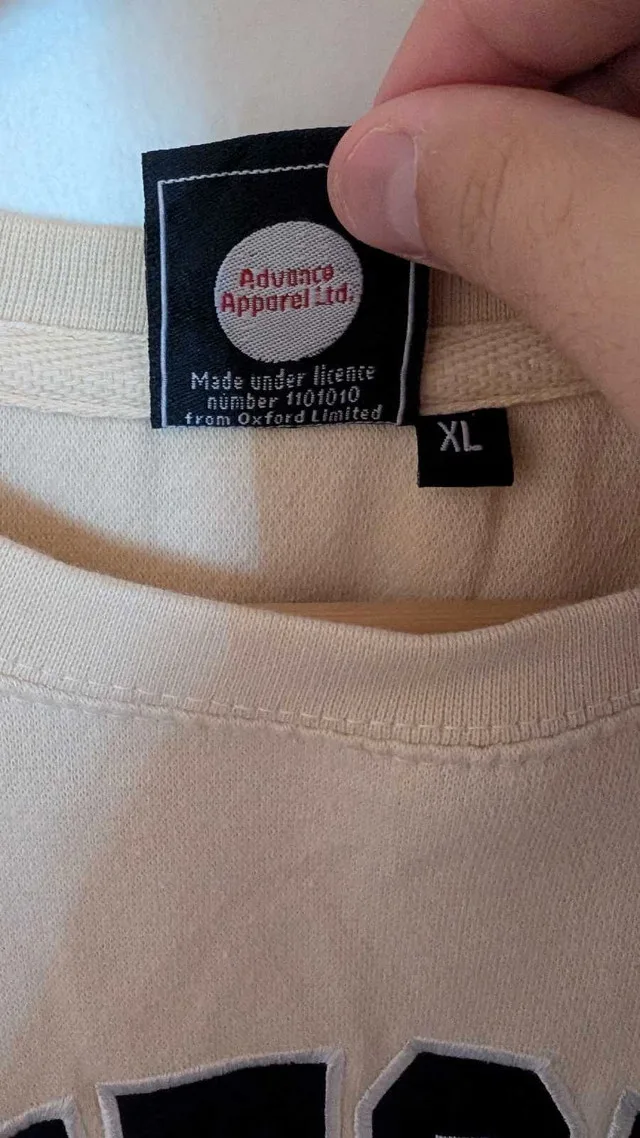 Advance
Apparel Ltd.
Made under licence
number 1101010
from Oxford Limited
XL